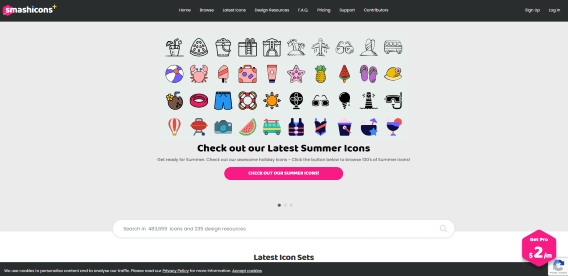 smashicons
Home Browse Latest Icons Design Resources F.A.Q. Pricing Support Contributors Sign Up Log in
Check out our Latest Summer Icons
Get ready for Summer. Check out our awesome holiday icons - Click the button below to browse 100's of Summer Icons!
CHECK OUT OUR SUMMER ICONS!
Search in 483,959 icons and 235 design resources
Get Pro
$2/m
Latest Icon Sets
We use cookies to personalise content and to analyse our traffic. Please read our Privacy Policy for more information. Accept cookies